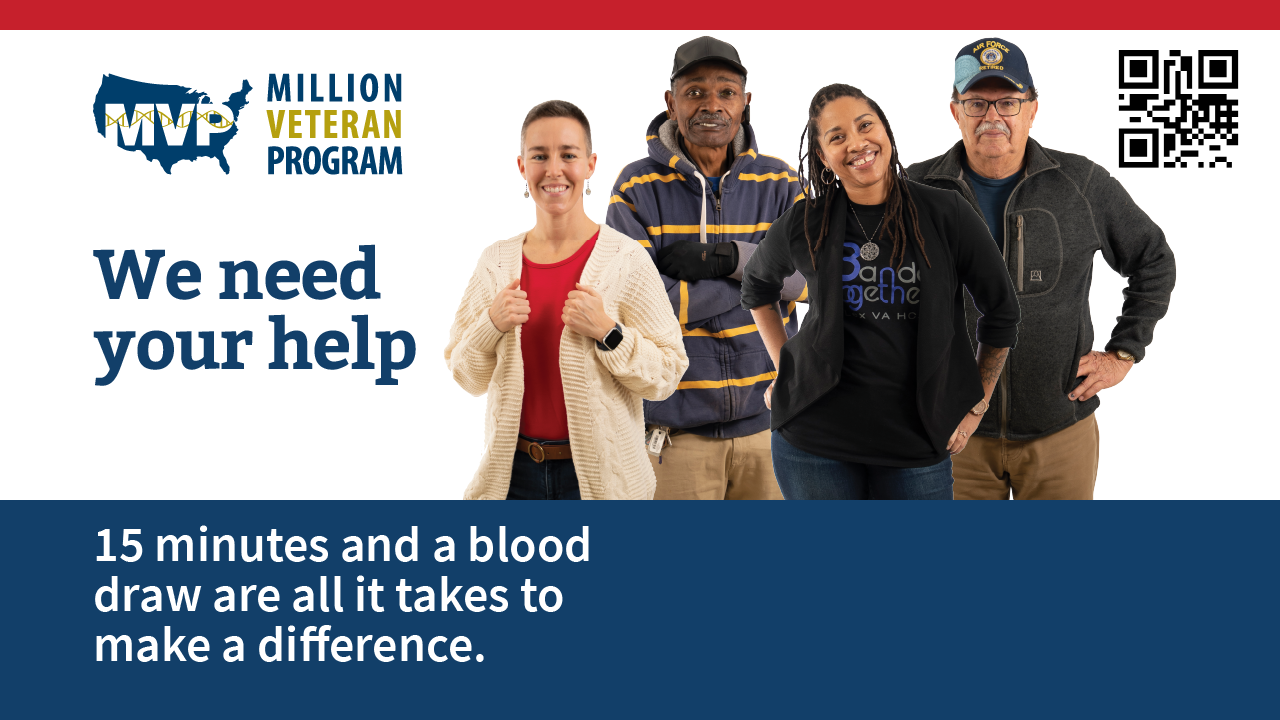 MVP
MILLION
VETERAN
PROGRAM
AIR FORCE
RETIRED
We need
your help
15 minutes and a blood
draw are all it takes to
make a difference.